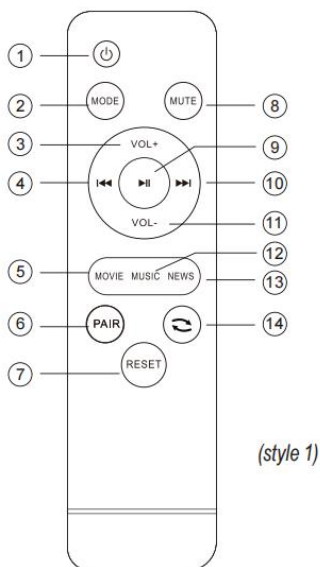 1
2 MODE MUTE 8
3 VOL+ 9
4 10
VOL- 11
12
5 MOVIE MUSIC NEWS 13
6 PAIR 14
7 RESET
(style 1)